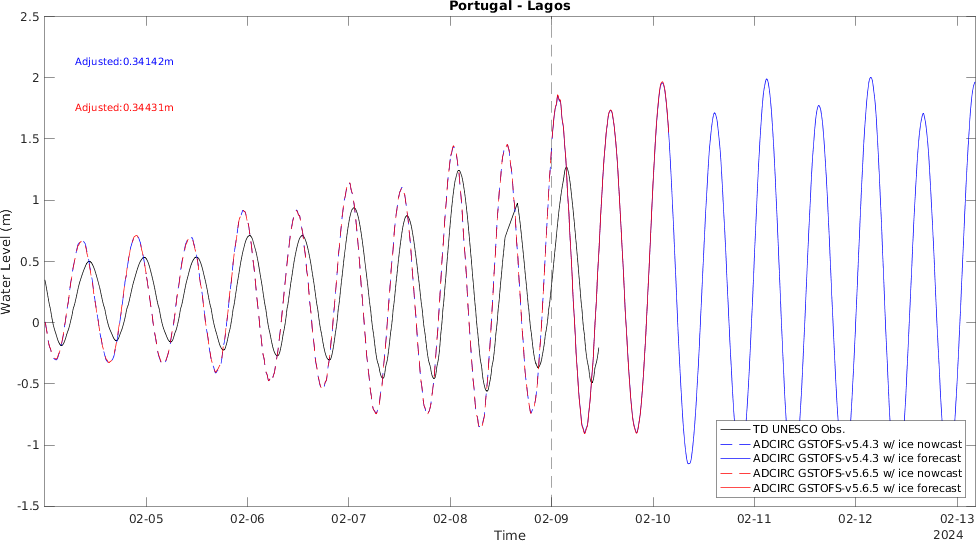 Portugal - Lagos
Adjusted:0.34142m
Adjusted:0.34431m
Water Level (m)
2.5
2
1.5
1
0.5
0
-0.5
-1
-1.5
TD UNESCO Obs.
ADCIRC GSTOFS-v5.4.3 w/ ice nowcast
ADCIRC GSTOFS-v5.4.3 w/ ice forecast
ADCIRC GSTOFS-v5.6.5 w/ ice nowcast
ADCIRC GSTOFS-v5.6.5 w/ ice forecast
02-05 02-06 02-07 02-08 02-09 02-10 02-11 02-12 02-13
Time
2024